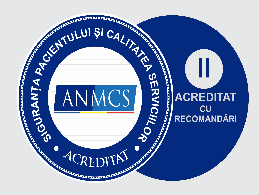 SIGURANȚA PACIENTULUI ȘI CALITATEA SERVICIILOR
ANMCS
ACREDITAT
II
ACREDITAT
CU
RECOMANDĂRI